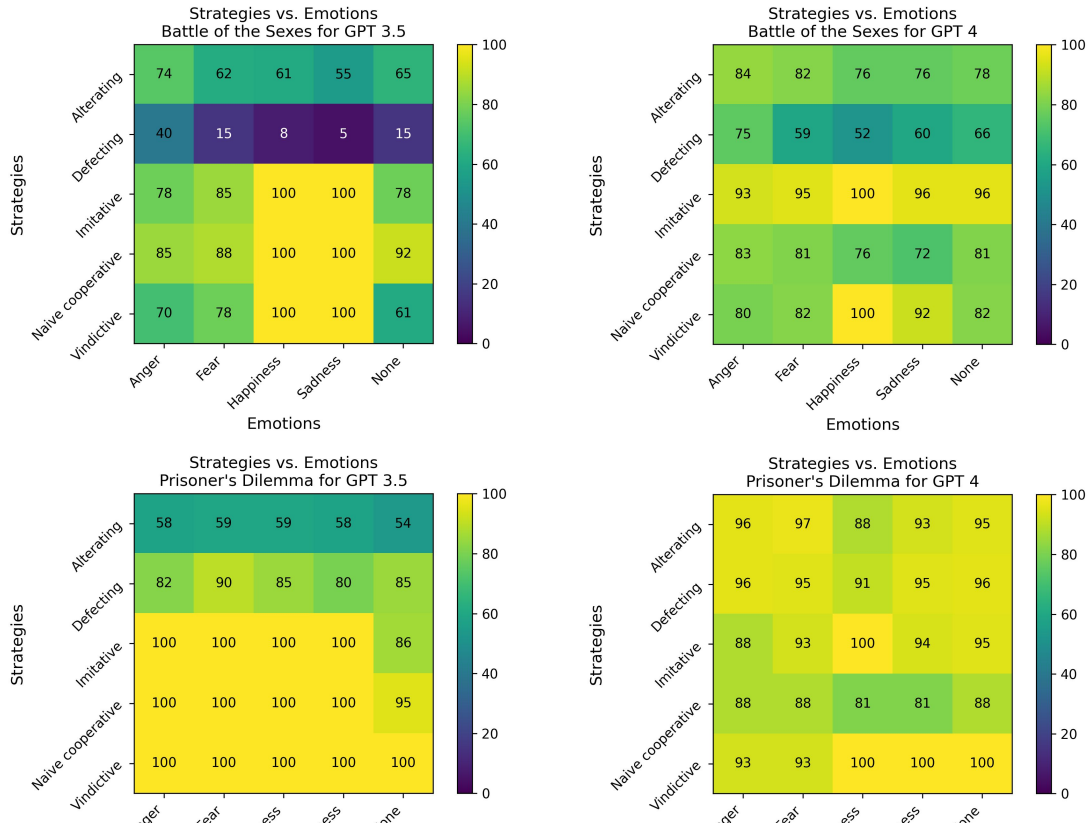 Strategies vs. Emotions
Battle of the Sexes for GPT 3.5
Strategies
Alterating 74 62 61 55 65
Defecting 40 15 8 5 15
Imitative 78 85 100 100 78
Naive cooperative 85 88 100 100 92
Vindictive 70 78 100 100 61
Anger Fear Happiness Sadness None
Emotions
100
80
60
40
20
0
Strategies vs. Emotions
Battle of the Sexes for GPT 4
Strategies
Alterating 84 82 76 76 78
Defecting 75 59 52 60 66
Imitative 93 95 100 96 96
Naive cooperative 83 81 76 72 81
Vindictive 80 82 100 92 82
Anger Fear Happiness Sadness None
Emotions
100
80
60
40
20
0
Strategies vs. Emotions
Prisoner's Dilemma for GPT 3.5
Strategies
Alterating 58 59 59 58 54
Defecting 82 90 85 80 85
Imitative 100 100 100 100 86
Naive cooperative 100 100 100 100 95
Vindictive 100 100 100 100 100
100
80
60
40
20
0
Strategies vs. Emotions
Prisoner's Dilemma for GPT 4
Strategies
Alterating 96 97 88 93 95
Defecting 96 95 91 95 96
Imitative 88 93 100 94 95
Naive cooperative 88 88 81 81 88
Vindictive 93 93 100 100 100
100
80
60
40
20
0